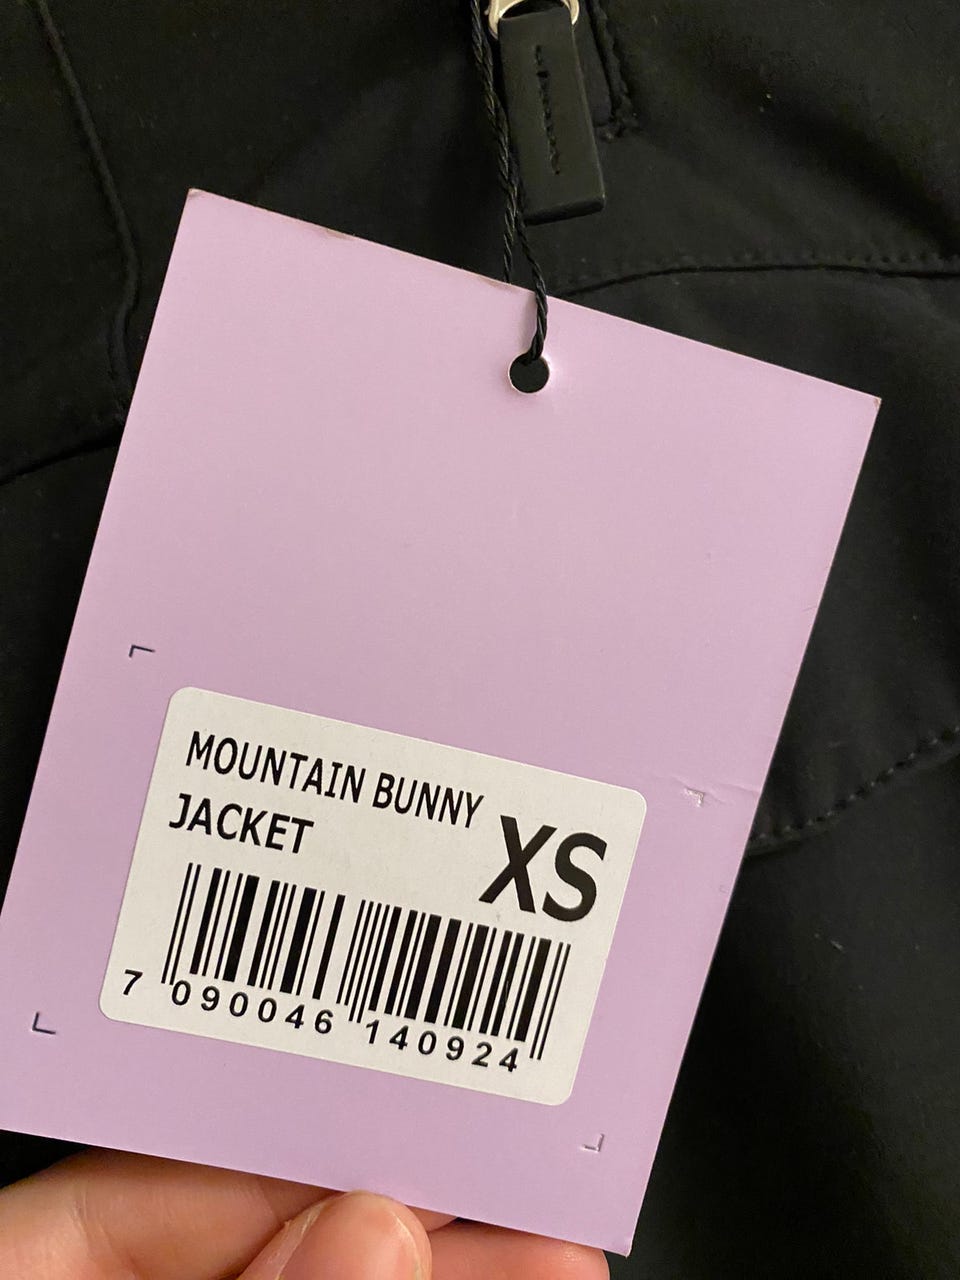 MOUNTAIN BUNNY
JACKET
XS
7 090046 140924